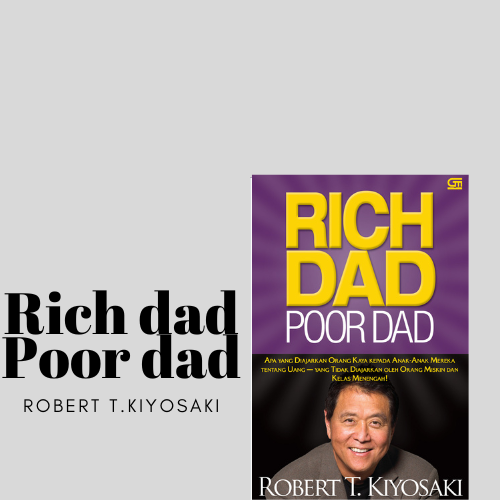 Rich dad
Poor dad
ROBERT T.KIYOSAKI
GM
RICH
DAD
POOR DAD
APA YANG DIAJARKAN ORANG KAYA KEPADA ANAK-ANAK MEREKA
TENTANG UANG — YANG TIDAK DIAJARKAN OLEH ORANG MISKIN DAN
KELAS MENENGAH!
ROBERT T. KIYOSAKI